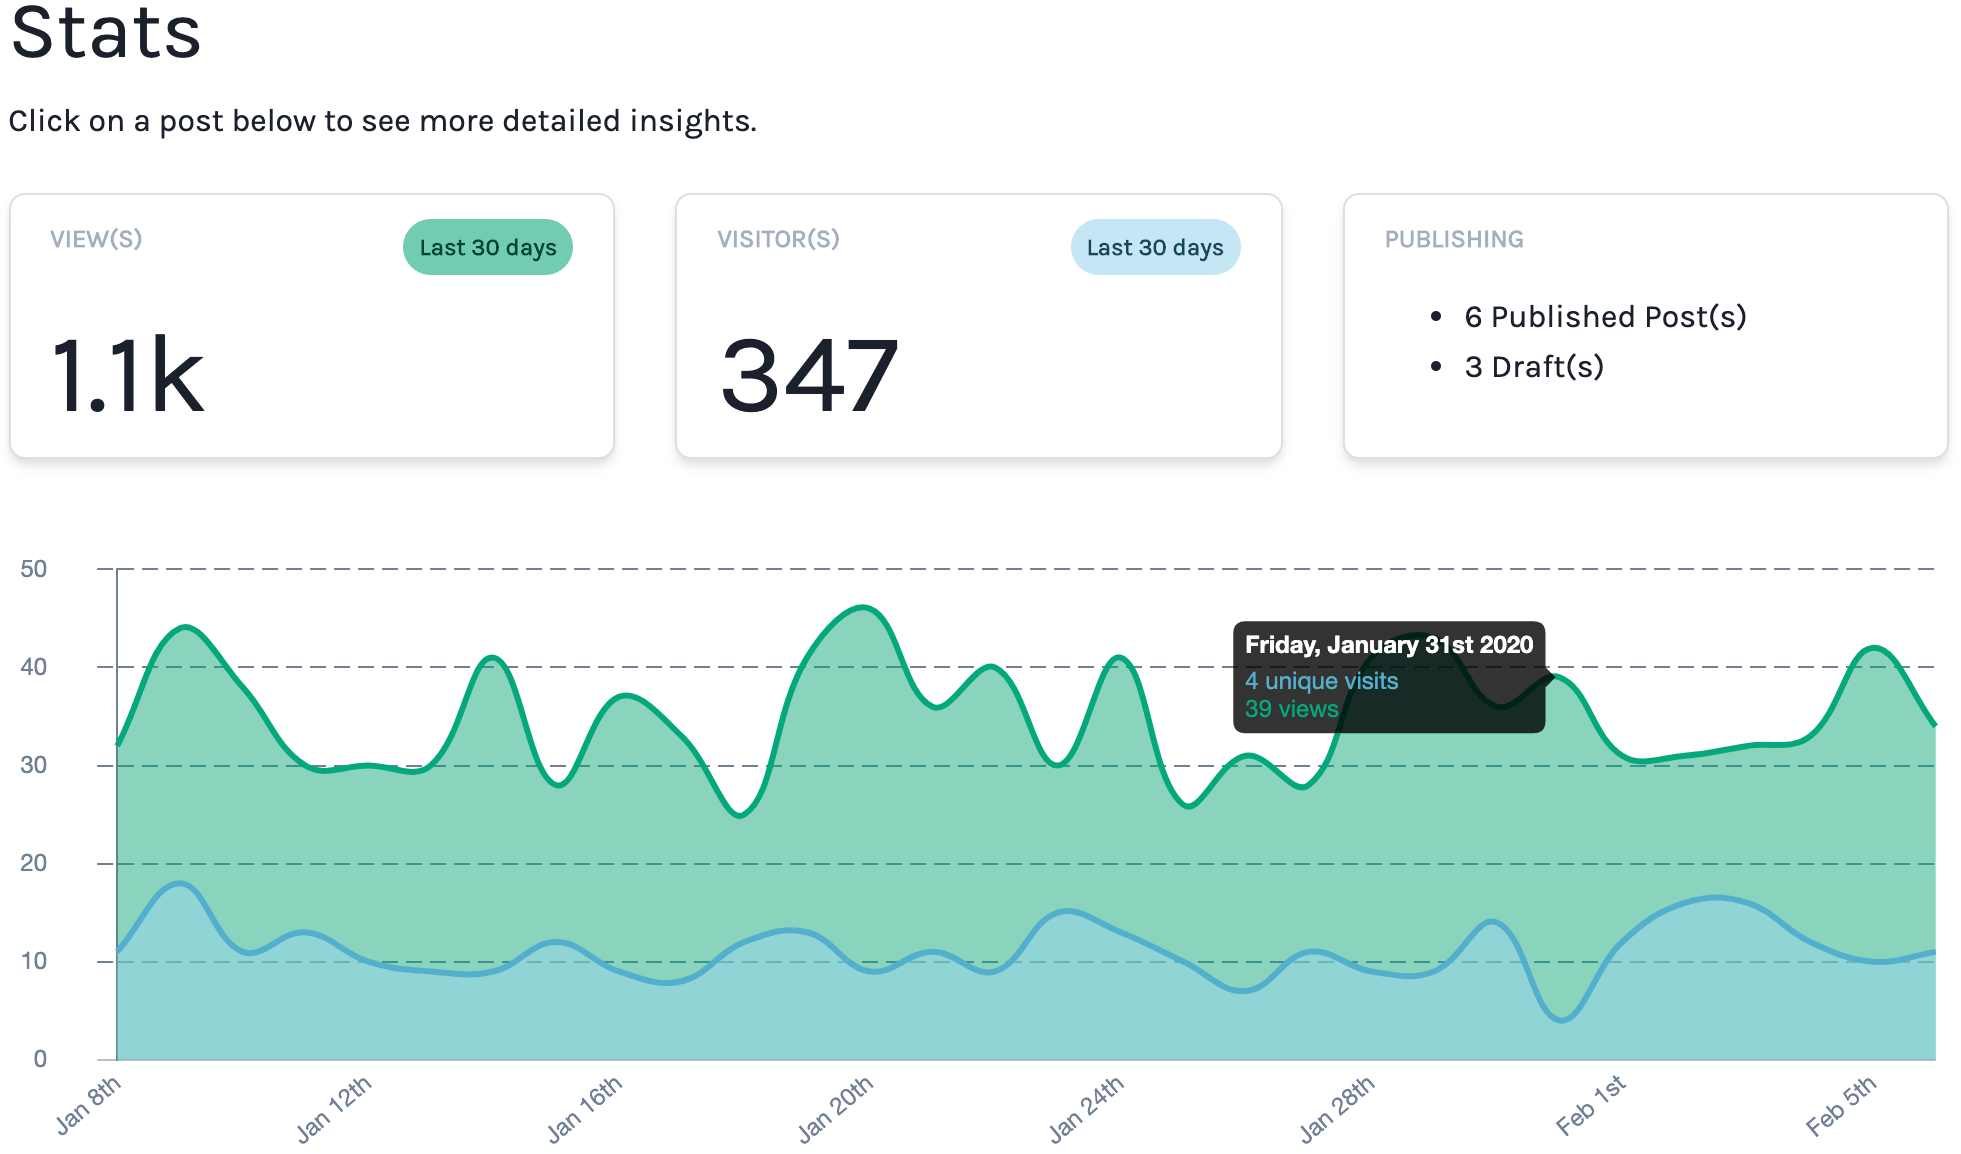 Stats
Click on a post below to see more detailed insights.
VIEW(S)
Last 30 days
1.1k
VISITOR(S)
Last 30 days
347
PUBLISHING
• 6 Published Post(s)
• 3 Draft(s)
50
40
30
20
10
0
Friday, January 31st 2020
4 unique visits
39 views
Jan 8th
Jan 12th
Jan 16th
Jan 20th
Jan 24th
Jan 28th
Feb 1st
Feb 5th